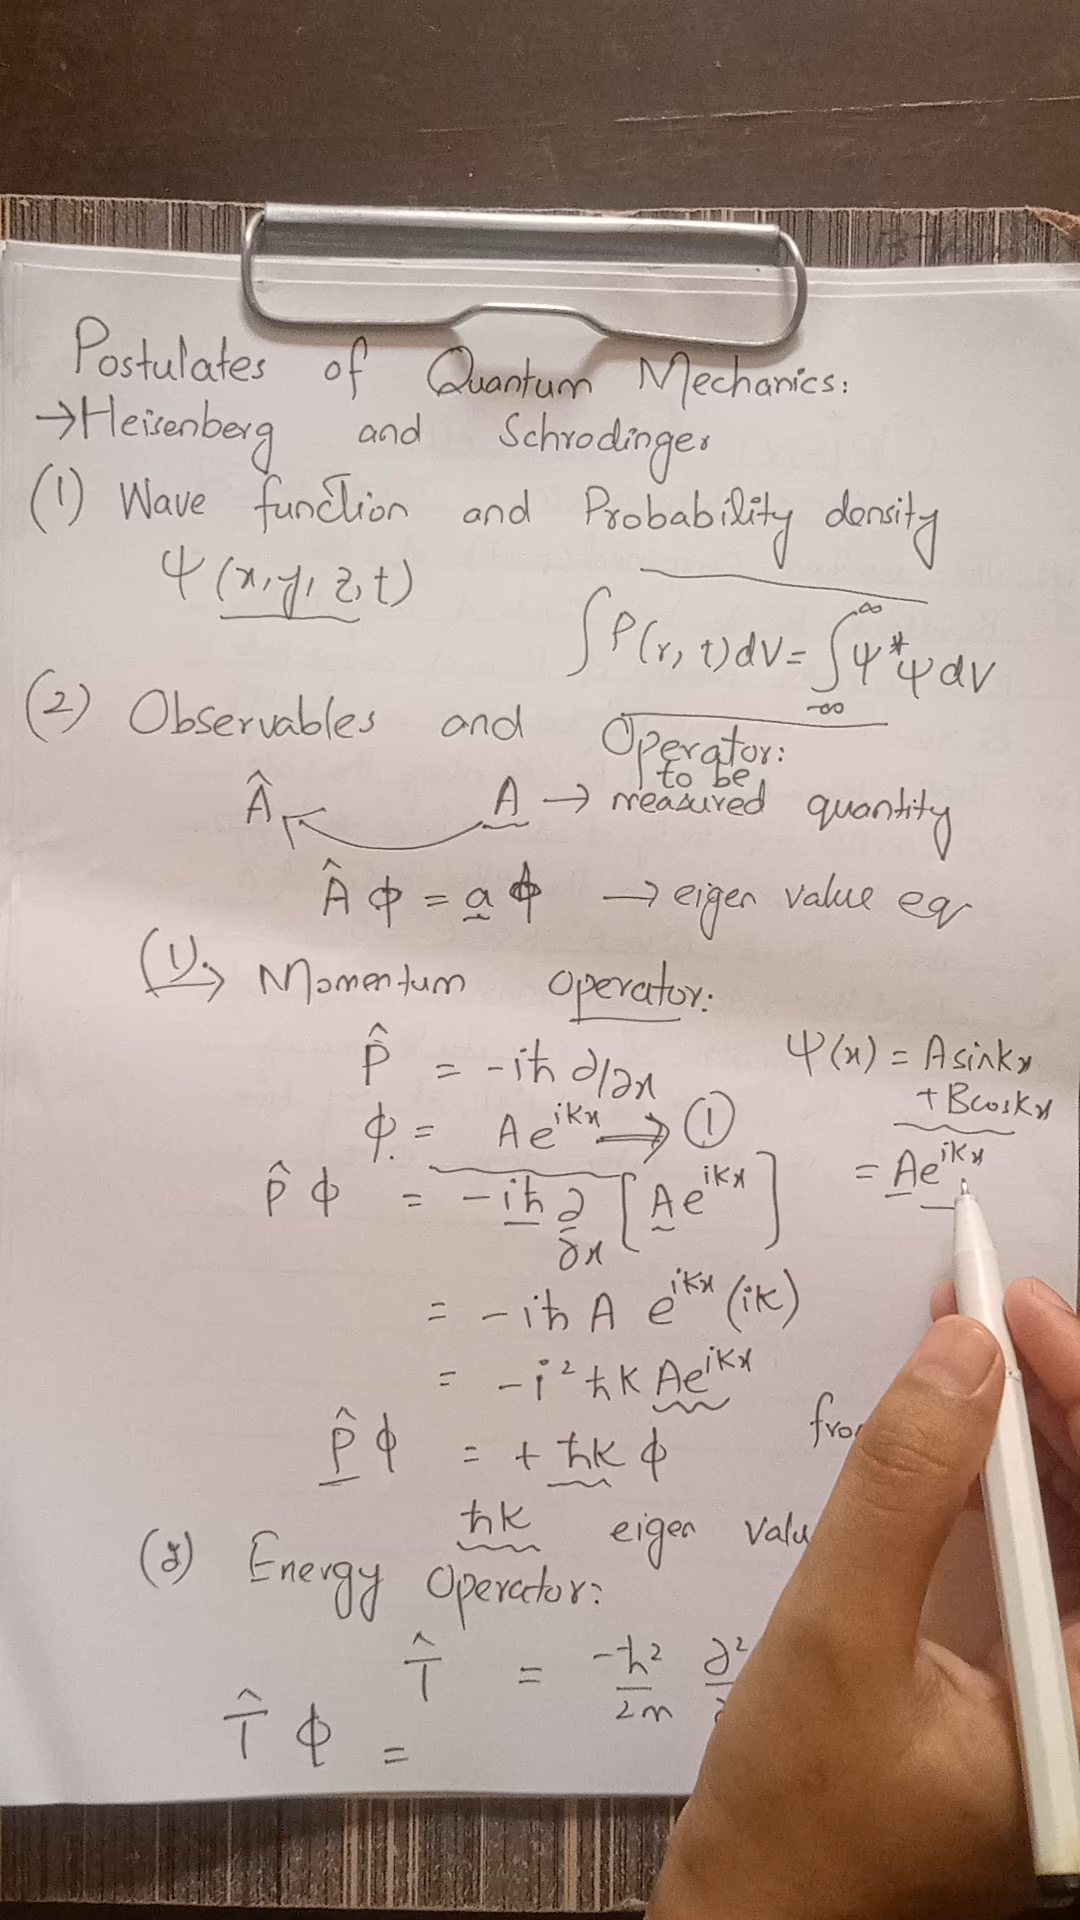 Postulates of Quantum Mechanics:
→Heisenberg and Schrodinger
(1) Wave function and Probability density
Ψ(x,y,z,t)
∫P(r,t)dV = ∫_{-∞}^{∞} Ψ*Ψ dV
(2) Observables and Operator:
Â A → to be measured quantity
Âϕ = aϕ → eigen value eq
(1) → Momentum operator:
P̂ = -iħ ∂/∂x
ϕ = Ae^{ikx} ⇒ ①
P̂ϕ = -iħ ∂/∂x [Ae^{ikx}]
= -iħ A e^{ikx} (ik)
= -i²ħk Ae^{ikx}
P̂ϕ = +ħk ϕ
ħk eigen
Ψ(x) = A sinkx
+ B coskx
= Ae^{ikx}
Energy Operator:
T̂ = -ħ²/2m ∂²
T̂ϕ =